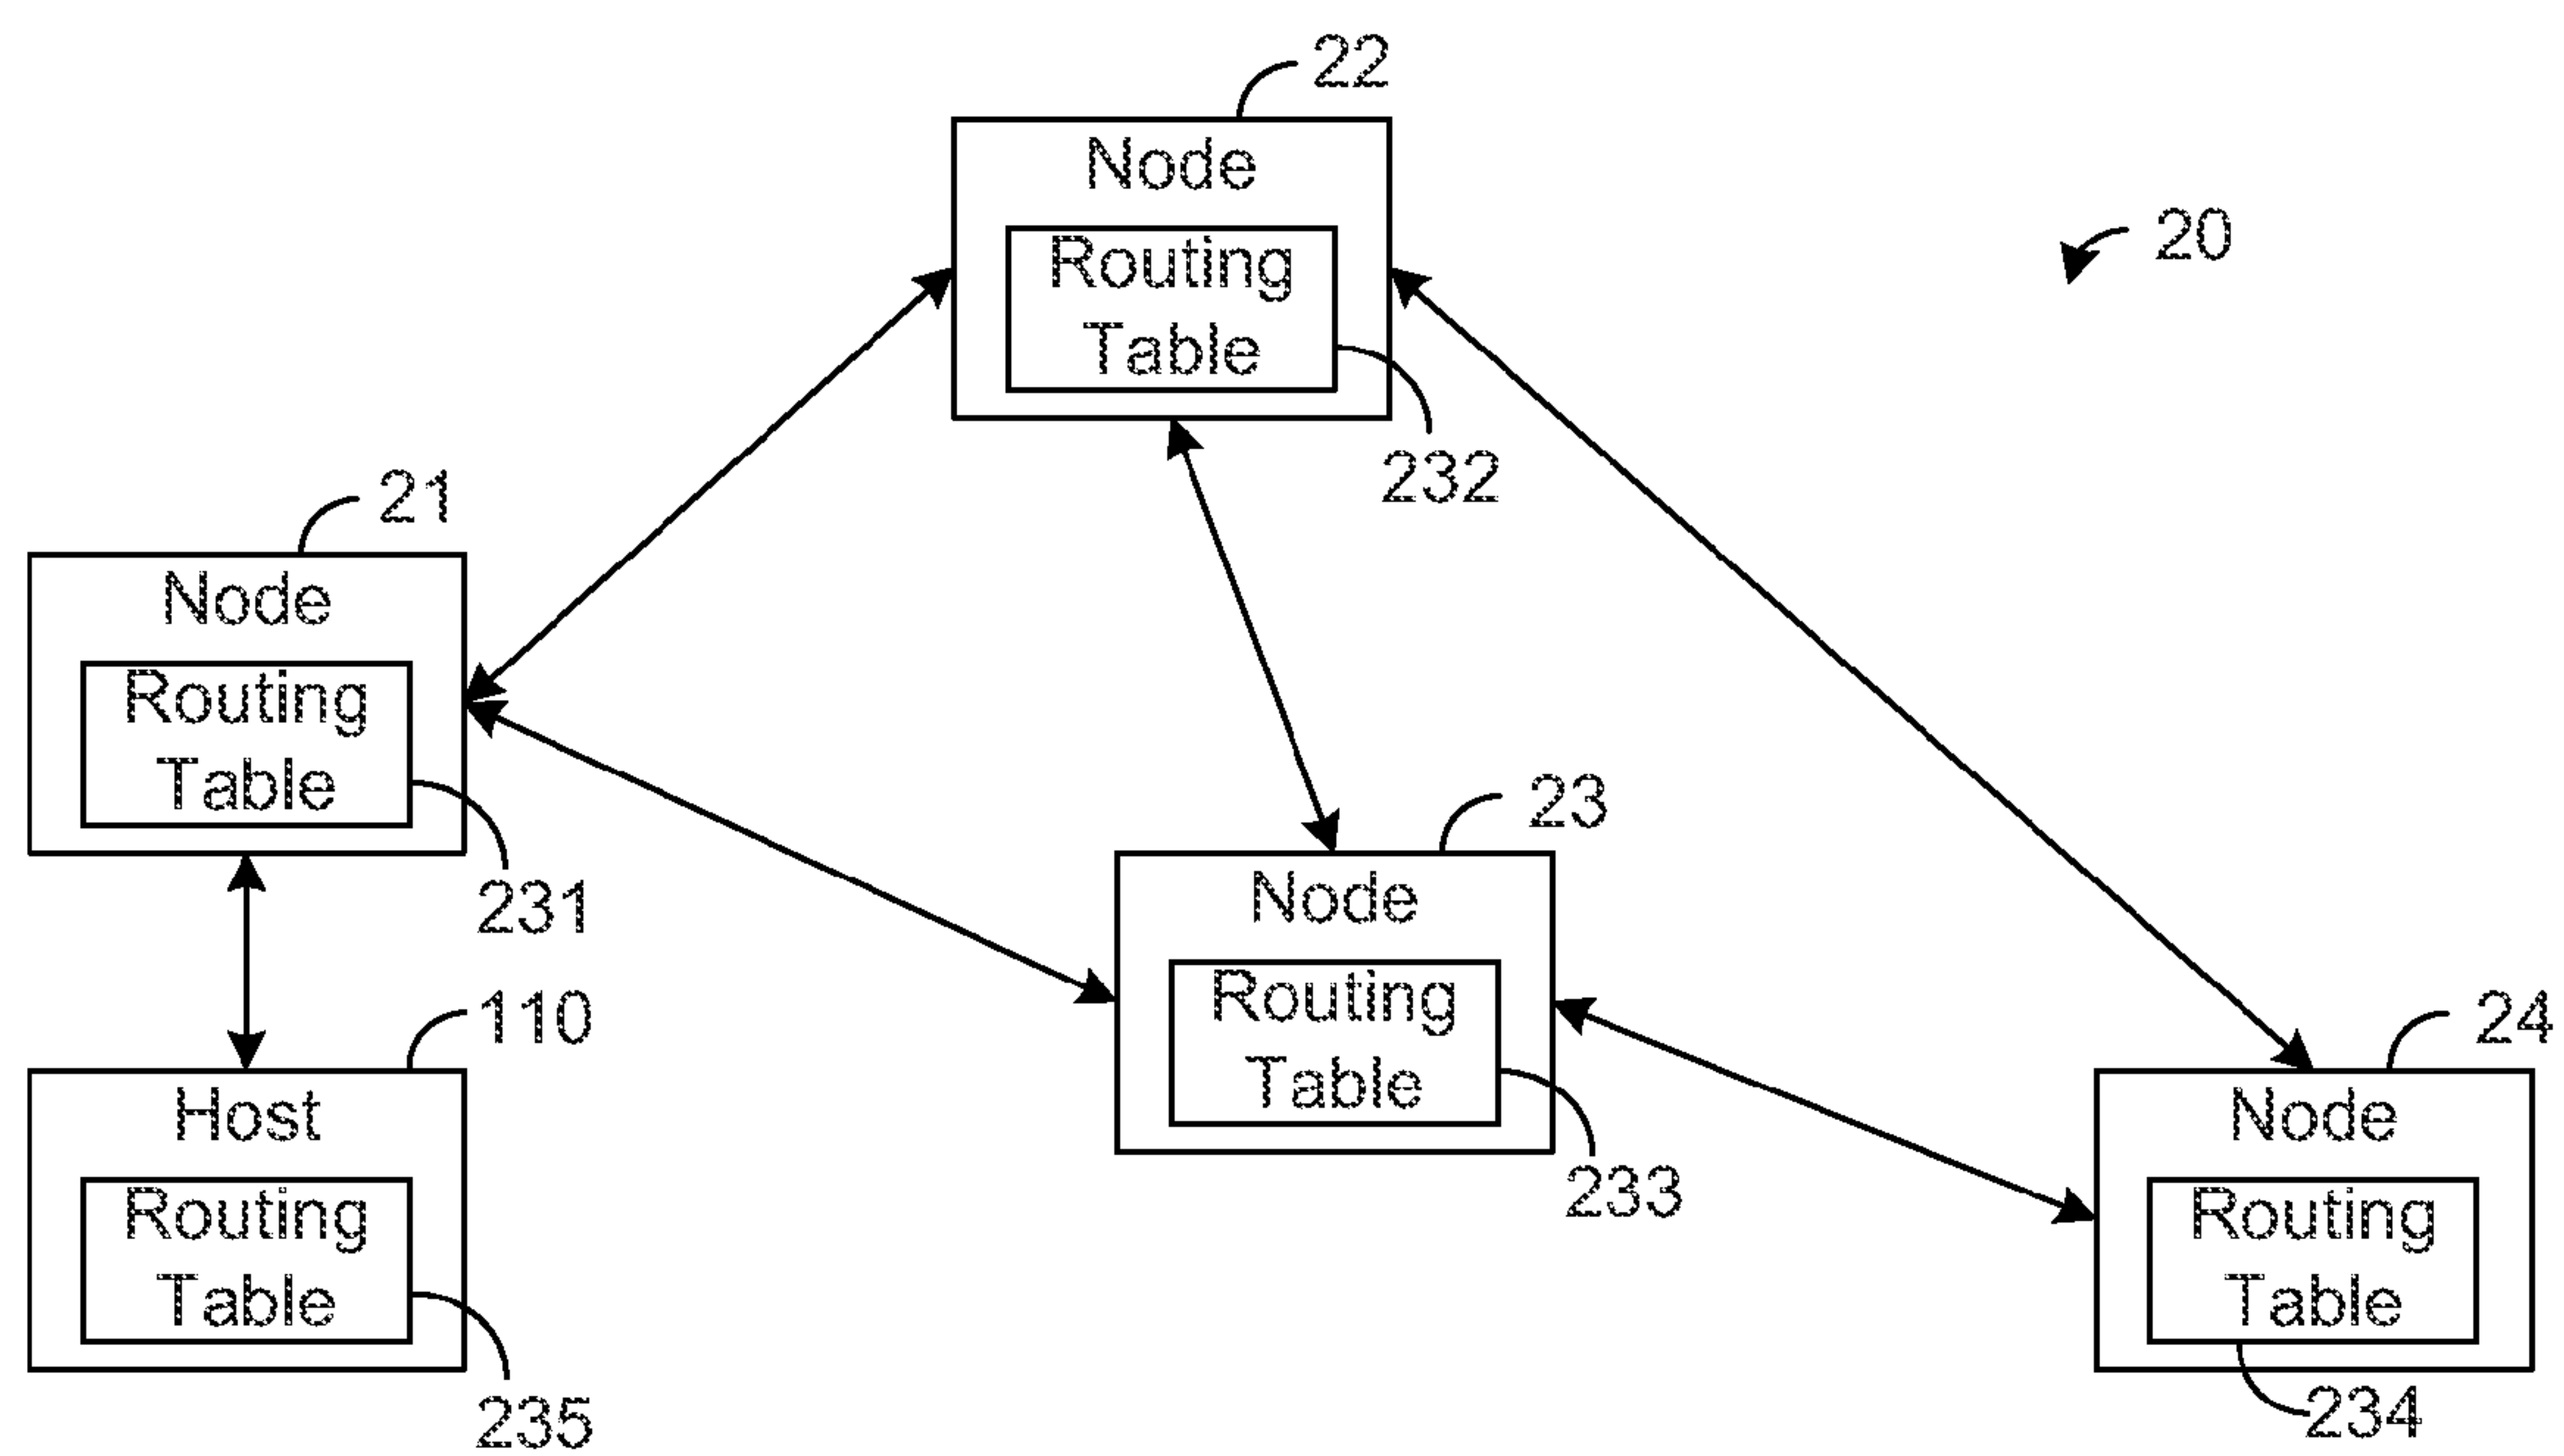 22
Node
Routing
Table
232
20
21
Node
Routing
Table
231
23
Node
Routing
Table
233
110
Host
Routing
Table
235
24
Node
Routing
Table
234